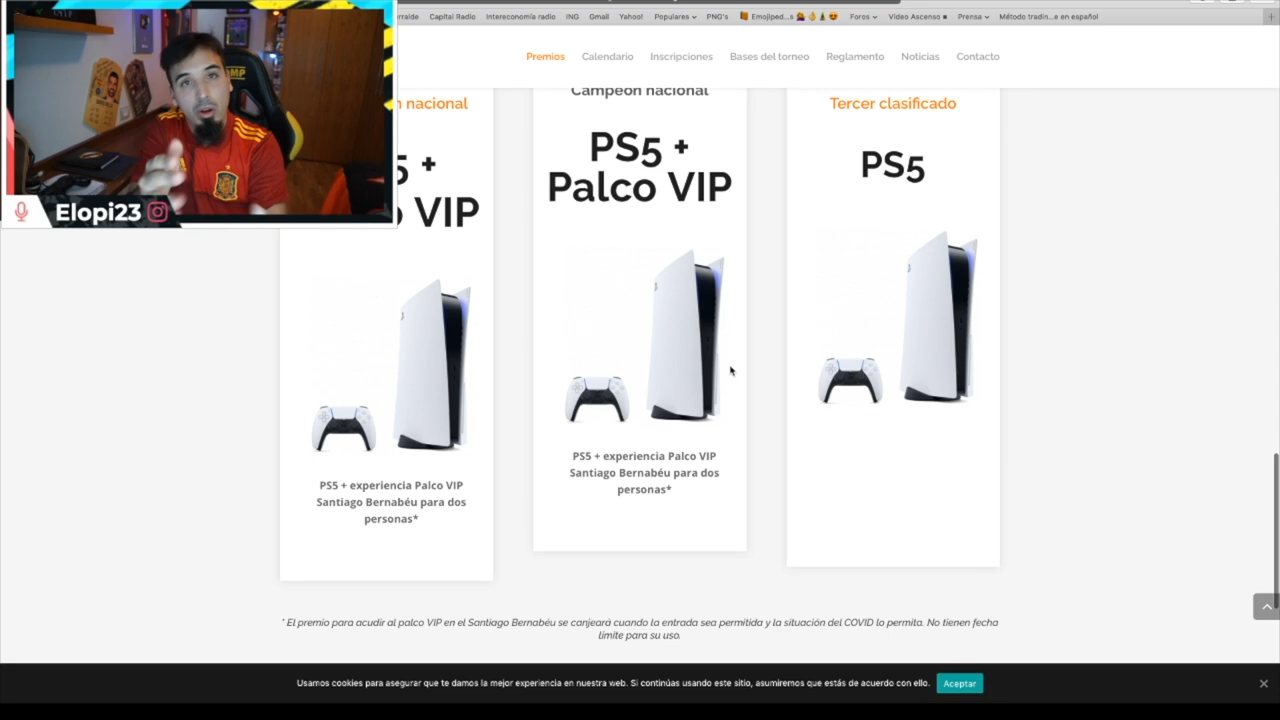 Capital Radio Intereconomía radio ING Gmail Yahoo! Populares PNG's Emojiped...s Foros Video Ascenso Prensa Método tradin...e en español
Premios Calendario Inscripciones Bases del torneo Reglamento Noticias Contacto
n nacional
5 +
VIP
PS5 + experiencia Palco VIP
Santiago Bernabéu para dos
personas*
Campeón nacional
PS5 +
Palco VIP
PS5 + experiencia Palco VIP
Santiago Bernabéu para dos
personas*
Tercer clasificado
PS5
Elopi23
* El premio para acudir al palco VIP en el Santiago Bernabéu se canjeará cuando la entrada sea permitida y la situación del COVID lo permita. No tienen fecha
límite para su uso.
Usamos cookies para asegurar que te damos la mejor experiencia en nuestra web. Si continúas usando este sitio, asumiremos que estás de acuerdo con ello. Aceptar